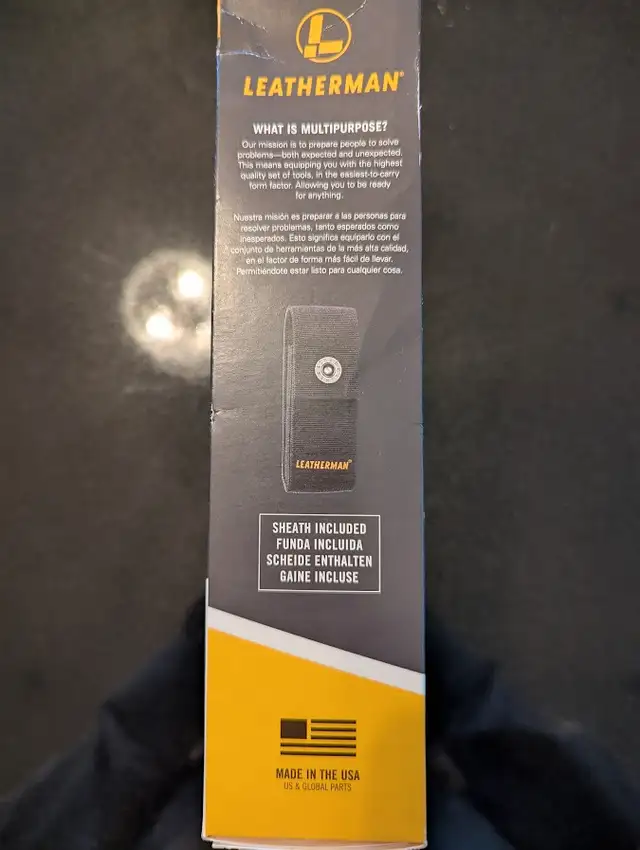 LEATHERMAN®
WHAT IS MULTIPURPOSE?
Our mission is to prepare people to solve
problems—both expected and unexpected.
This means equipping you with the highest
quality set of tools, in the easiest-to-carry
form factor. Allowing you to be ready
for anything.
Nuestra misión es preparar a las personas para
resolver problemas, tanto esperados como
inesperados. Esto significa equiparlo con el
conjunto de herramientas de la más alta calidad,
en el factor de forma más fácil de llevar.
Permitiéndote estar listo para cualquier cosa.
LEATHERMAN®
SHEATH INCLUDED
FUNDA INCLUIDA
SCHEIDE ENTHALTEN
GAINE INCLUSE
MADE IN THE USA
US & GLOBAL PARTS